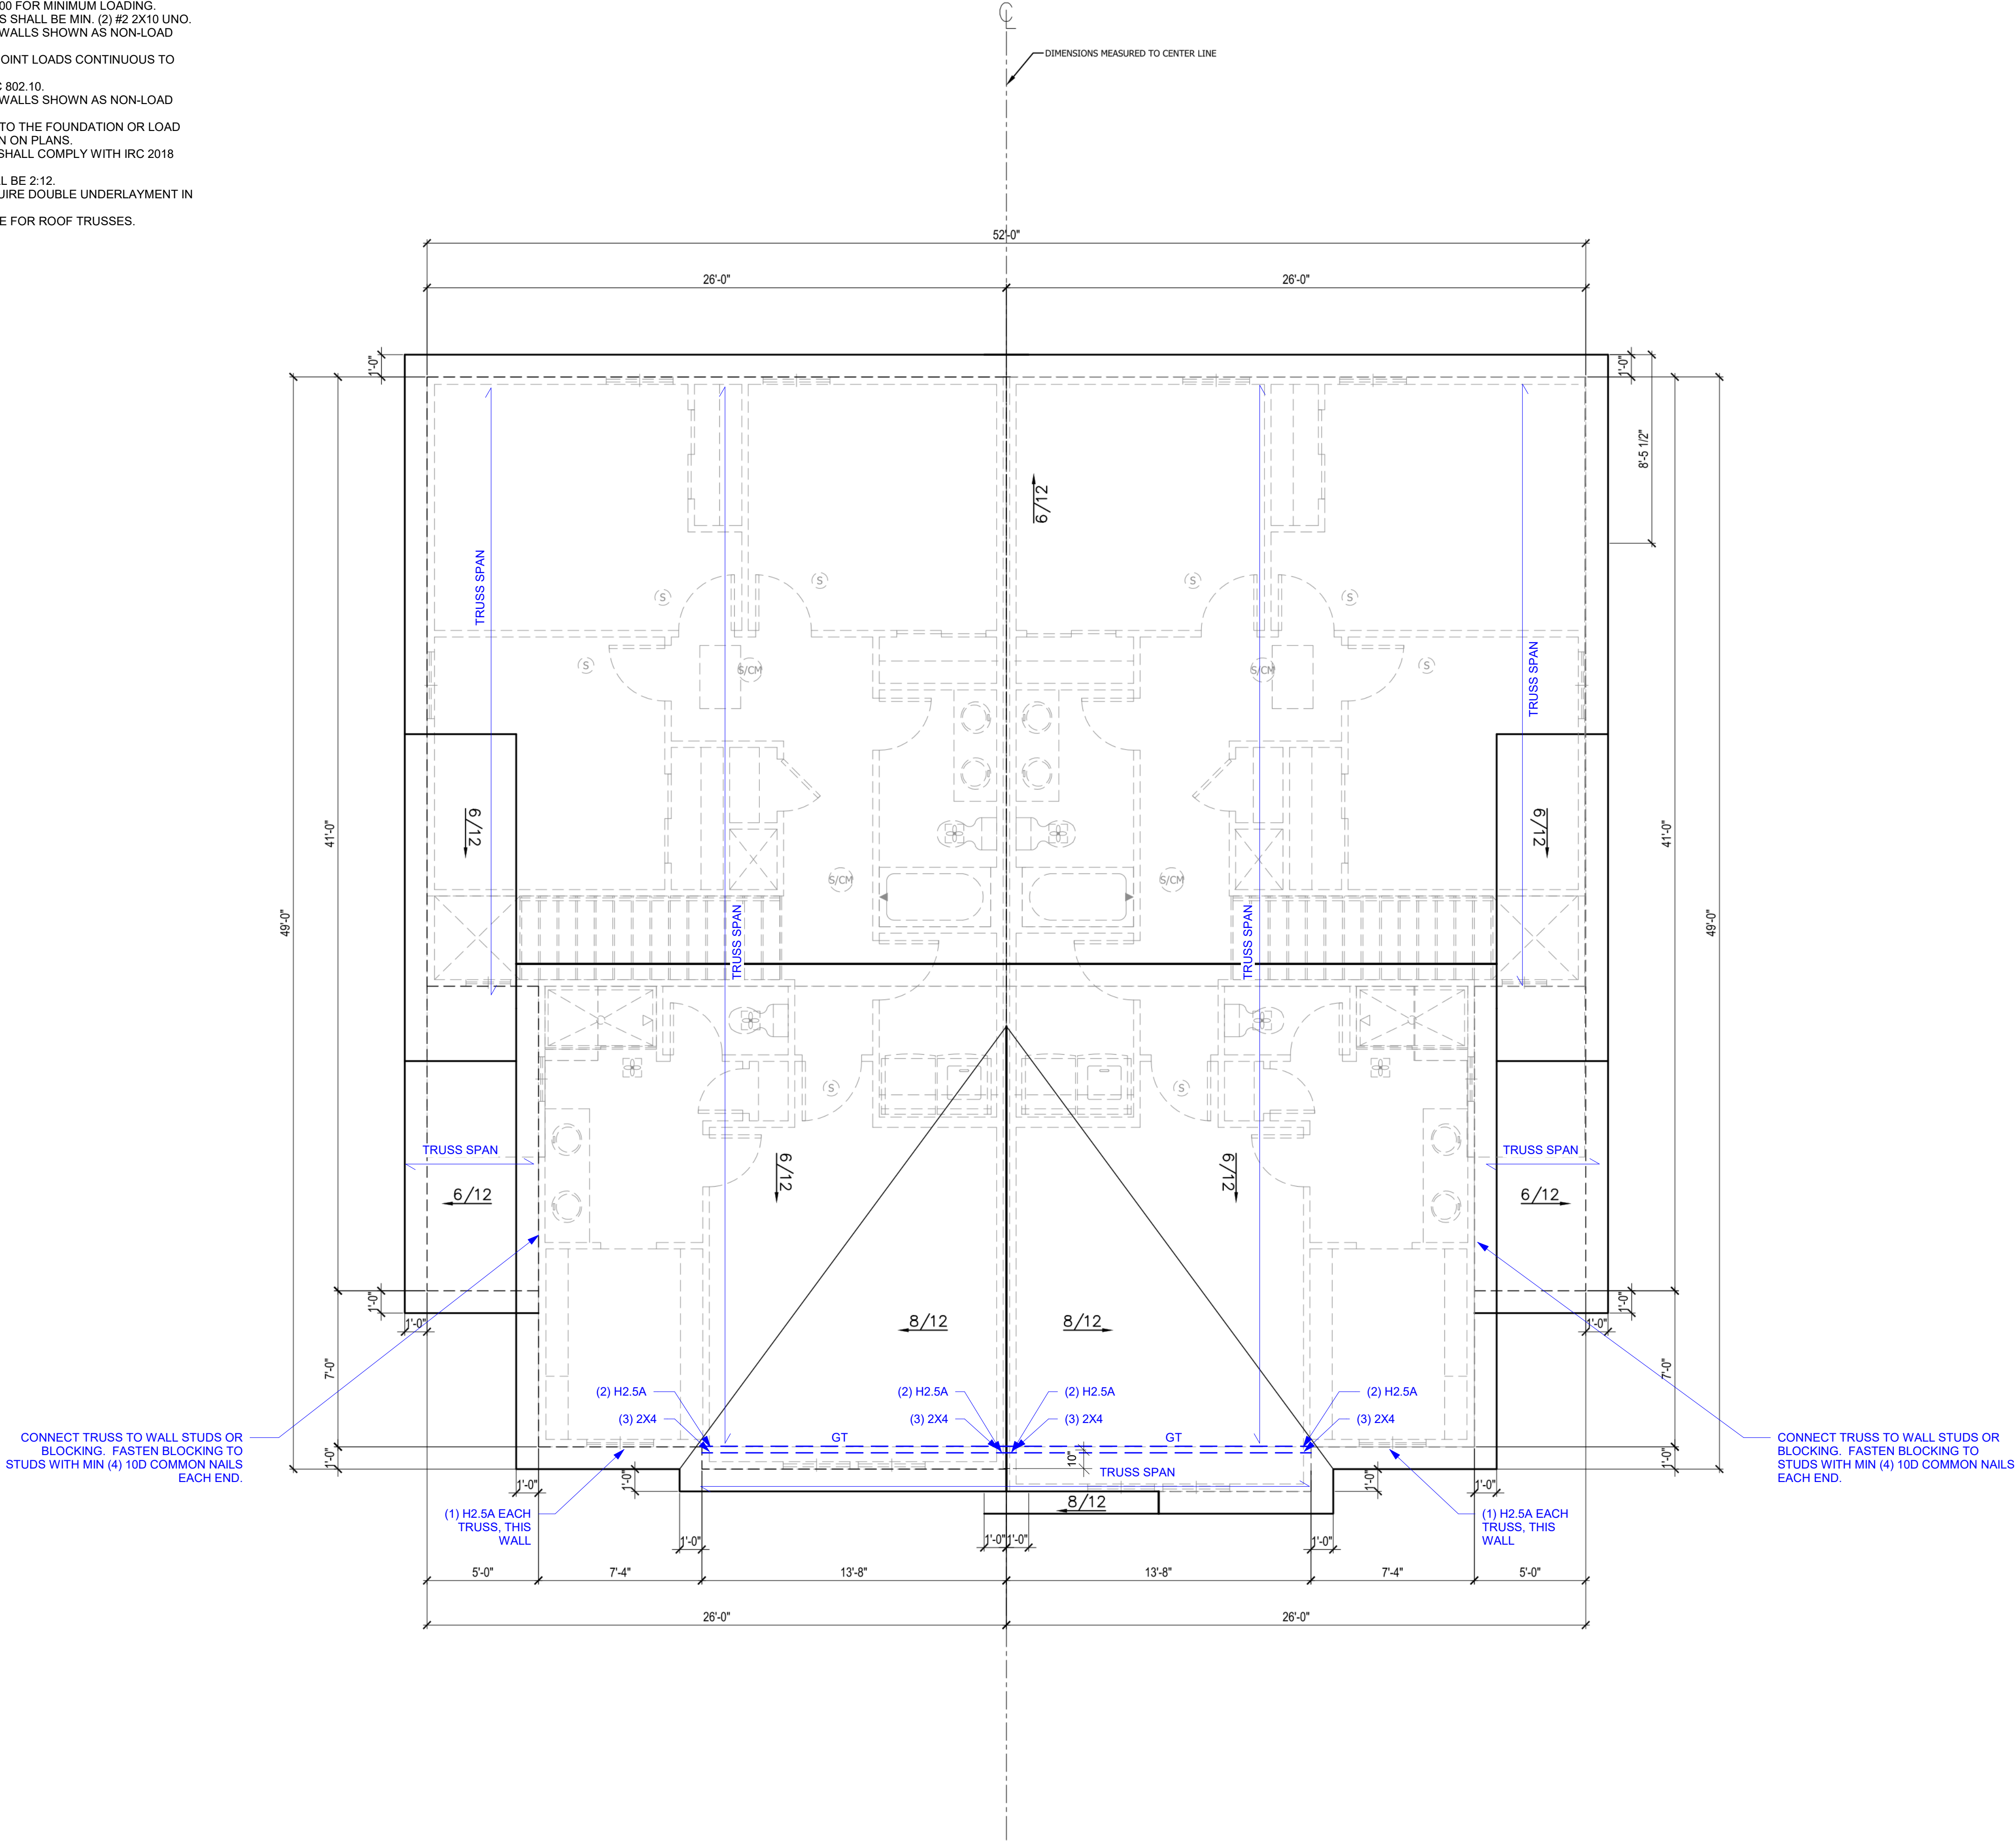 00 FOR MINIMUM LOADING.
S SHALL BE MIN. (2) #2 2X10 UNO.
WALLS SHOWN AS NON-LOAD
OINT LOADS CONTINUOUS TO
C 802.10.
WALLS SHOWN AS NON-LOAD
TO THE FOUNDATION OR LOAD
N ON PLANS.
SHALL COMPLY WITH IRC 2018
LL BE 2:12.
QUIRE DOUBLE UNDERLAYMENT IN
E FOR ROOF TRUSSES.
CL
DIMENSIONS MEASURED TO CENTER LINE
52'-0"
26'-0"
26'-0"
1'-0"
1'-0"
8'-5 1/2"
6/12
TRUSS SPAN
S
S
S
S
TRUSS SPAN
S
S/CM
S/CM
S
6/12
6/12
41'-0"
41'-0"
49'-0"
49'-0"
S/CM
S/CM
TRUSS SPAN
TRUSS SPAN
S
S
TRUSS SPAN
TRUSS SPAN
6/12
6/12
6/12
6/12
1'-0"
1'-0"
1'-0"
1'-0"
8/12
8/12
7'-0"
7'-0"
(2) H2.5A
(2) H2.5A
(2) H2.5A
(2) H2.5A
(3) 2X4
(3) 2X4
(3) 2X4
(3) 2X4
GT
GT
CONNECT TRUSS TO WALL STUDS OR
BLOCKING. FASTEN BLOCKING TO
STUDS WITH MIN (4) 10D COMMON NAILS
EACH END.
CONNECT TRUSS TO WALL STUDS OR
BLOCKING. FASTEN BLOCKING TO
STUDS WITH MIN (4) 10D COMMON NAILS
EACH END.
1'-0"
1'-0"
10"
TRUSS SPAN
1'-0"
1'-0"
1'-0"
1'-0"
8/12
(1) H2.5A EACH
TRUSS, THIS
WALL
(1) H2.5A EACH
TRUSS, THIS
WALL
1'-0"
1'-0"
1'-0"
1'-0"
5'-0"
7'-4"
13'-8"
13'-8"
7'-4"
5'-0"
26'-0"
26'-0"